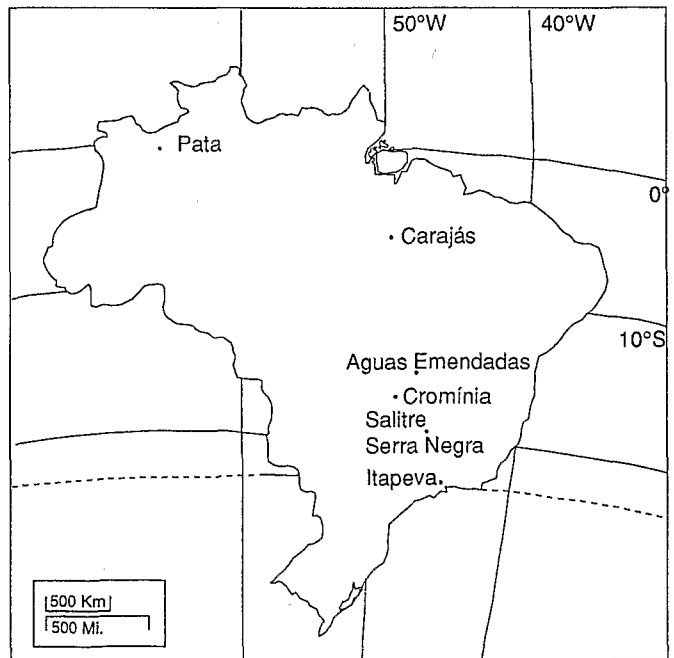 50°W
40°W
Pata
0°
Carajás
10°S
Aguas Emendadas
Cromínia
Salitre
Serra Negra
Itapeva
500 Km
500 Mi.